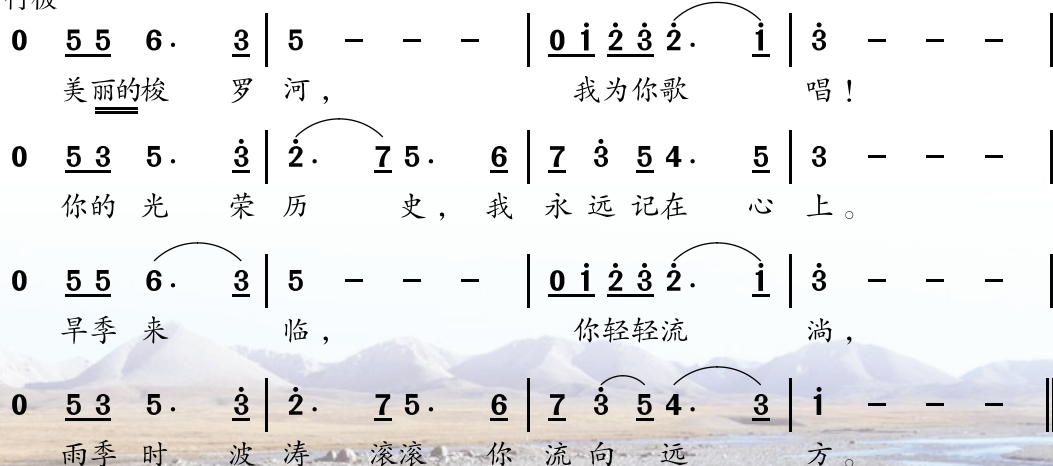 0 5 5 6· 3 | 5 – – – | 0 1̇ 2̇ 3̇ 2̇· 1̇ | 3̇ – – – |
美丽的梭 罗 河， 我为你歌 唱！
0 5 3 5· 3̇ | 2̇· 7 5· 6 | 7 3̇ 5 4· 5 | 3 – – – |
你的 光 荣 历 史，我 永 远 记在 心 上。
0 5 5 6· 3 | 5 – – – | 0 1̇ 2̇ 3̇ 2̇· 1̇ | 3̇ – – – |
旱季 来 临， 你轻轻流 淌，
0 5 3 5· 3̇ | 2̇· 7 5· 6 | 7 3̇ 5 4· 3 | 1̇ – – – ‖
雨季 时 波 涛 滚滚 你 流 向 远 方。